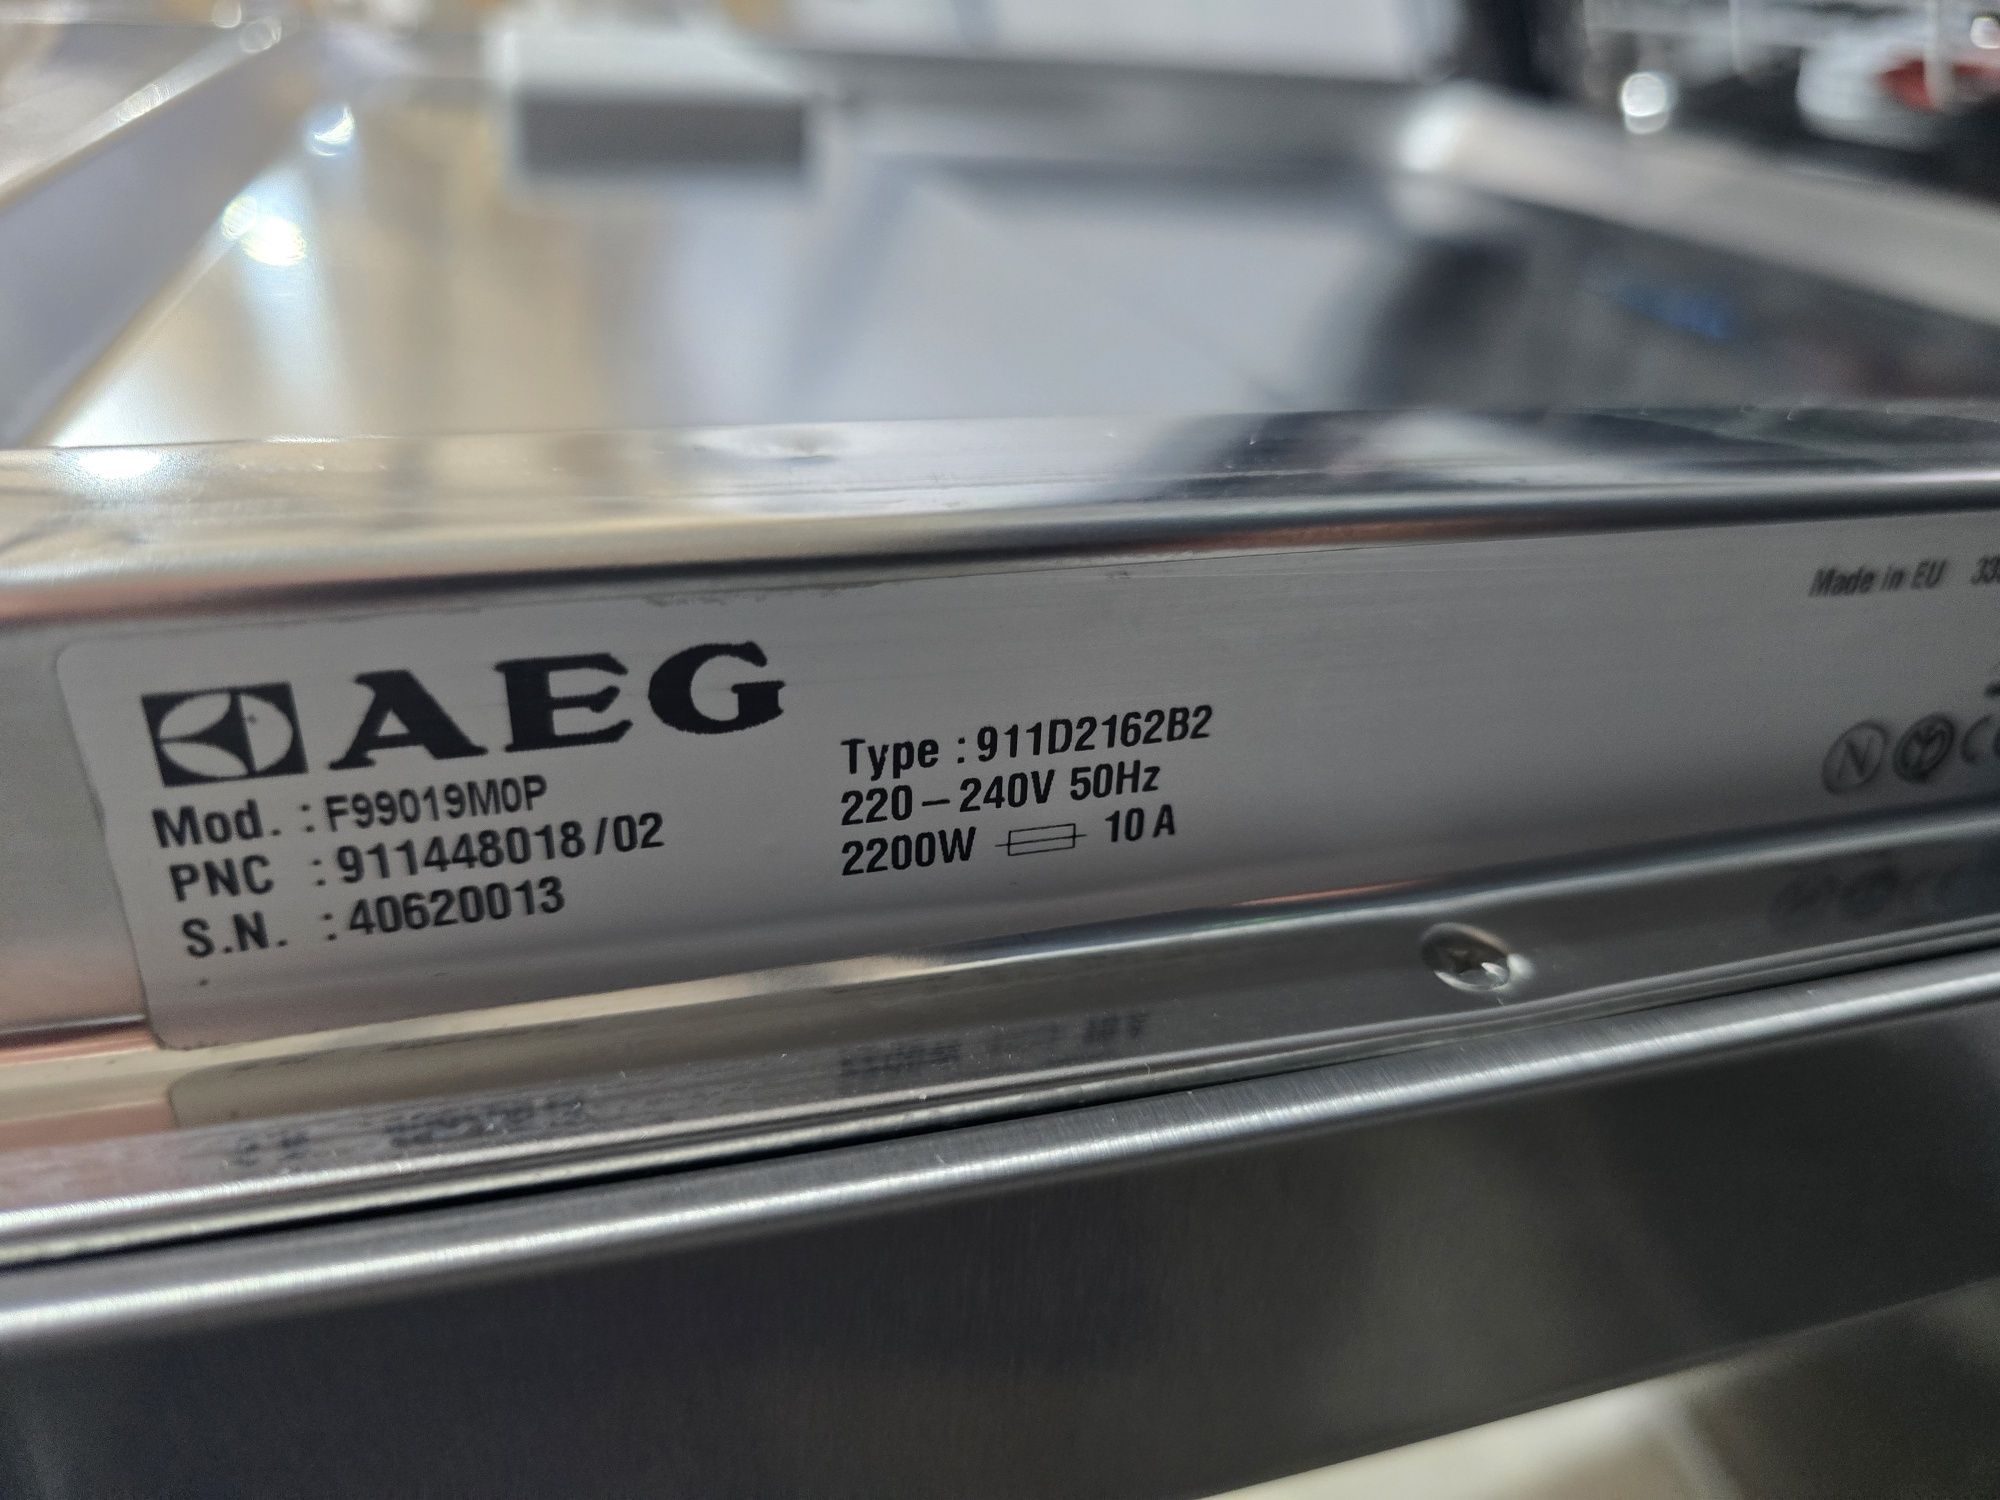 AEG
Mod. : F99019M0P
PNC : 911448018/02
S.N. : 40620013
Type : 911D2162B2
220-240V 50Hz
2200W 10 A
Made in EU
N